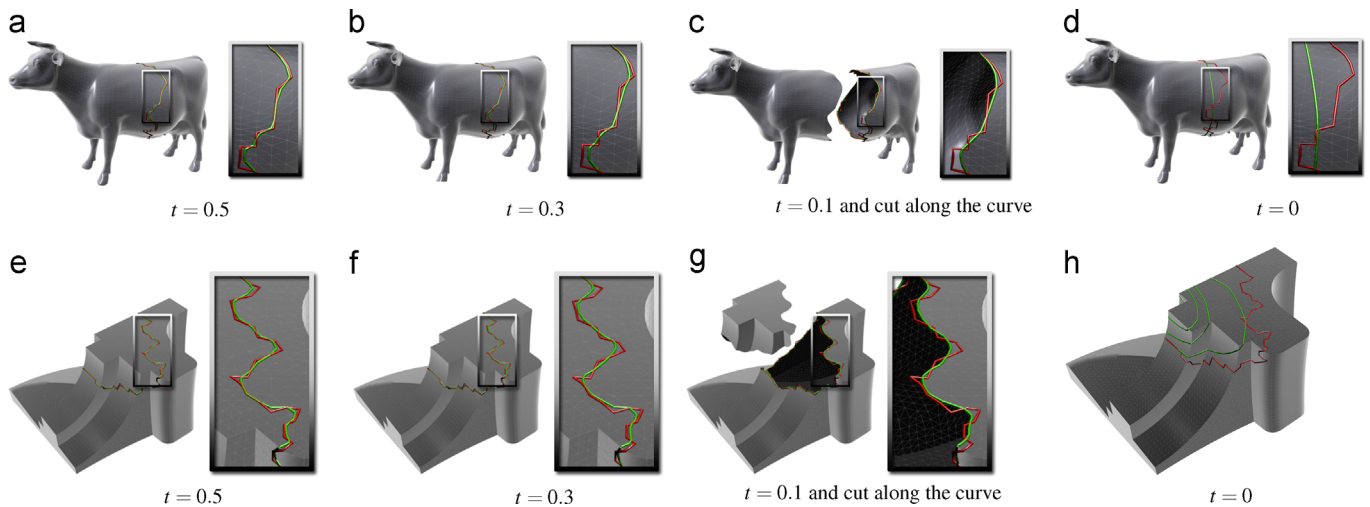 a b c d
t = 0.5 t = 0.3 t = 0.1 and cut along the curve t = 0
e f g h
t = 0.5 t = 0.3 t = 0.1 and cut along the curve t = 0